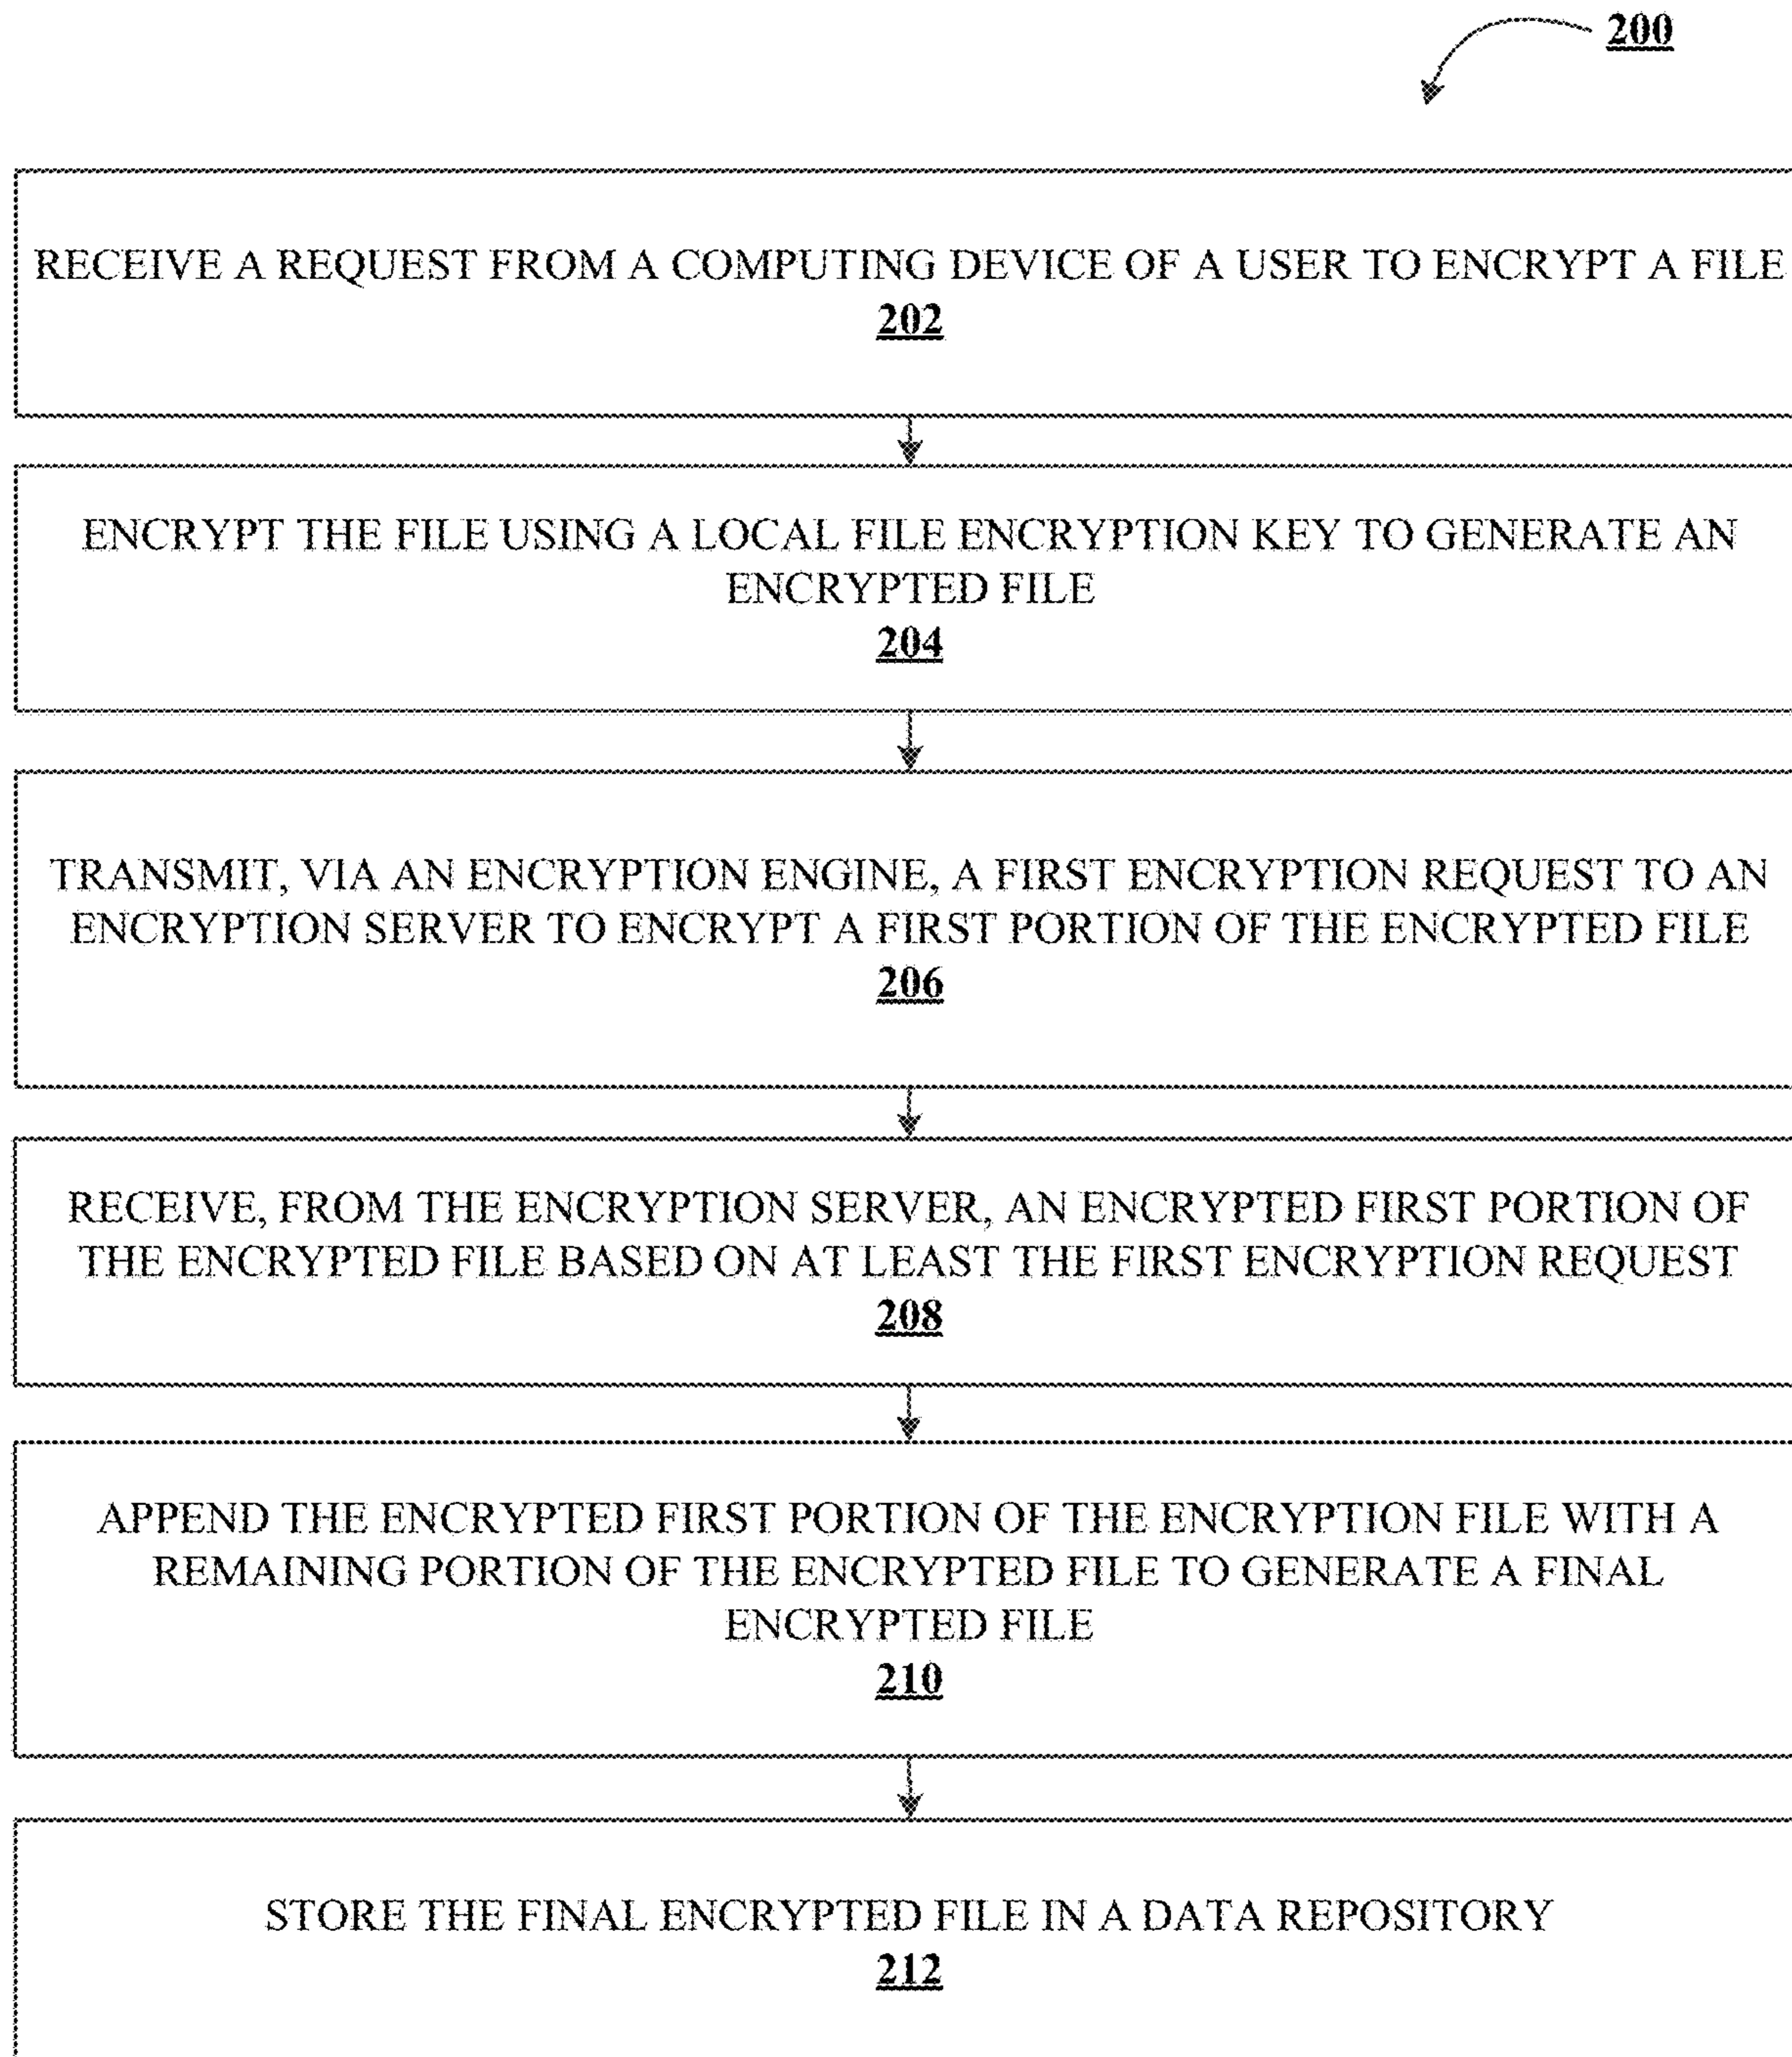 200
RECEIVE A REQUEST FROM A COMPUTING DEVICE OF A USER TO ENCRYPT A FILE
202
ENCRYPT THE FILE USING A LOCAL FILE ENCRYPTION KEY TO GENERATE AN
ENCRYPTED FILE
204
TRANSMIT, VIA AN ENCRYPTION ENGINE, A FIRST ENCRYPTION REQUEST TO AN
ENCRYPTION SERVER TO ENCRYPT A FIRST PORTION OF THE ENCRYPTED FILE
206
RECEIVE, FROM THE ENCRYPTION SERVER, AN ENCRYPTED FIRST PORTION OF
THE ENCRYPTED FILE BASED ON AT LEAST THE FIRST ENCRYPTION REQUEST
208
APPEND THE ENCRYPTED FIRST PORTION OF THE ENCRYPTION FILE WITH A
REMAINING PORTION OF THE ENCRYPTED FILE TO GENERATE A FINAL
ENCRYPTED FILE
210
STORE THE FINAL ENCRYPTED FILE IN A DATA REPOSITORY
212